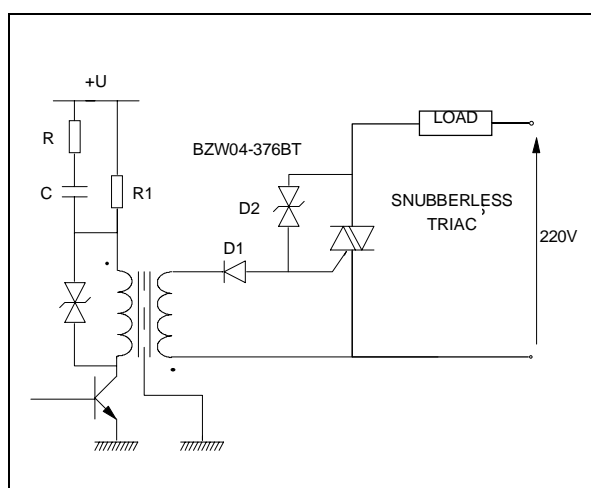 +U
R
C
R1
BZW04-376BT
D2
D1
LOAD
SNUBBERLESS
TRIAC,
220V